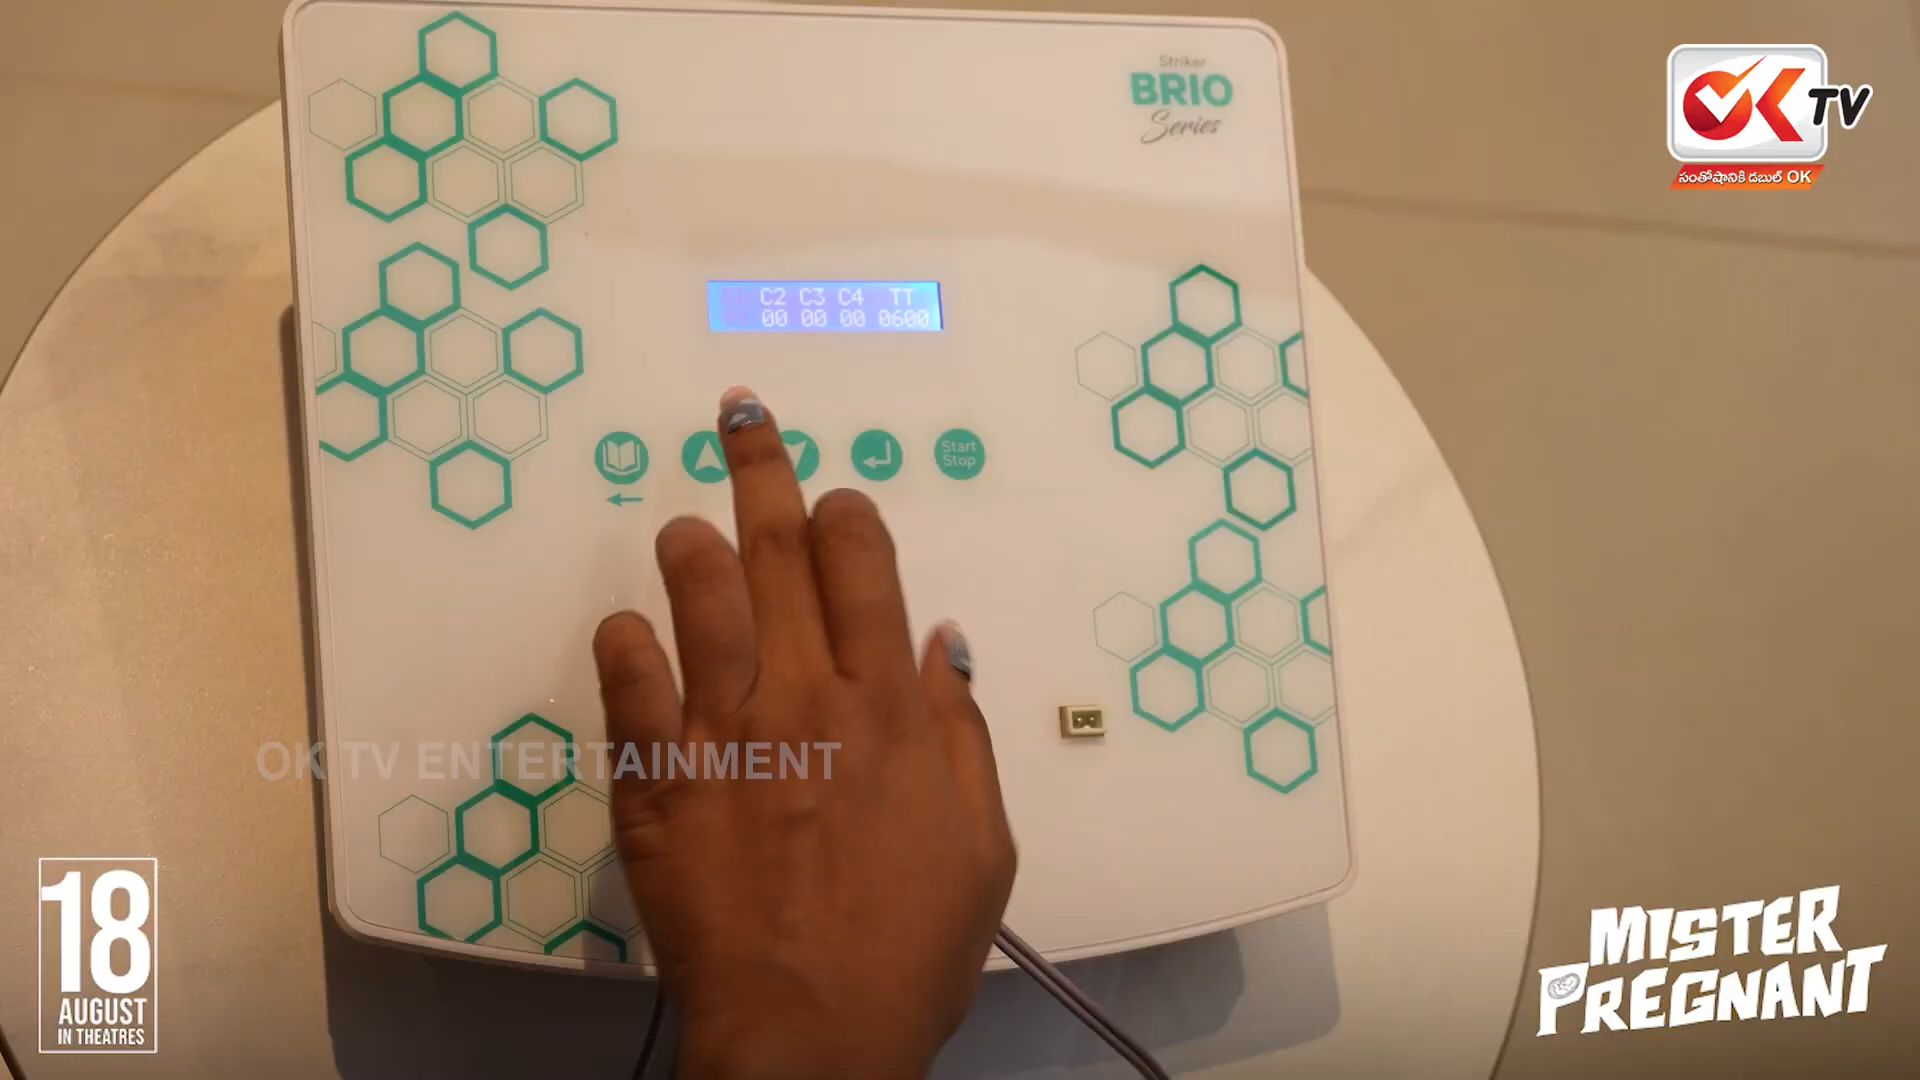 Striker
BRIO
Series
OK TV
సంతోషానికి డబుల్ OK
C2 C3 C4 TT
00 00 00 0600
Start
Stop
OK TV ENTERTAINMENT
18
AUGUST
IN THEATRES
MISTER
PREGNANT